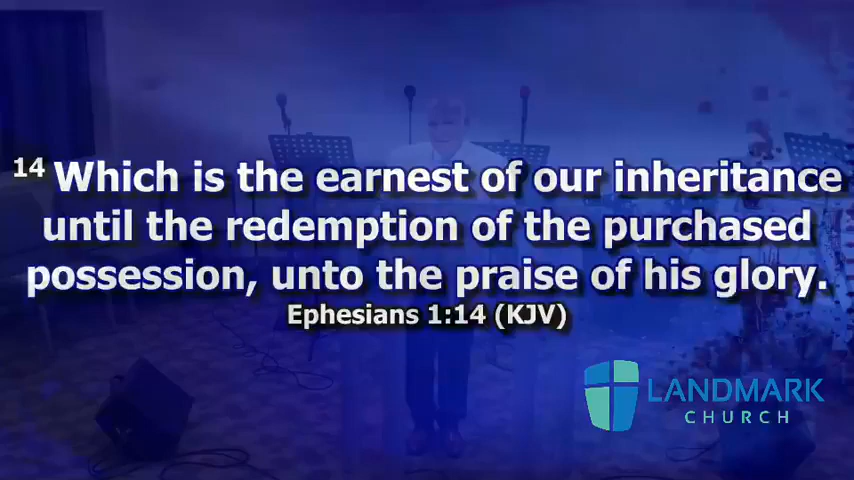 14 Which is the earnest of our inheritance
until the redemption of the purchased
possession, unto the praise of his glory.
Ephesians 1:14 (KJV)
LANDMARK
CHURCH